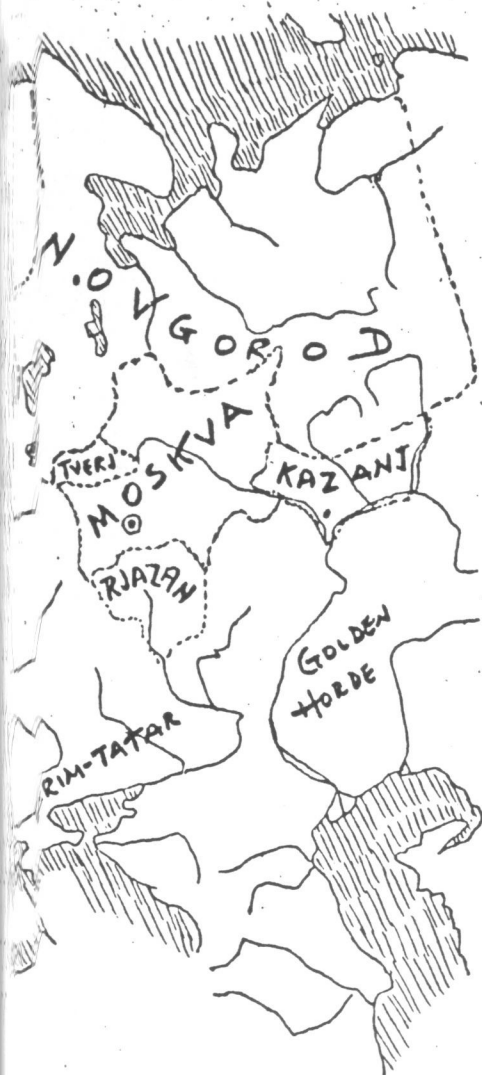 NOVGOROD
MOSKVA
TVERJ
KAZANJ
RJAZAN
GOLDEN
HORDE
RIM-TATAR